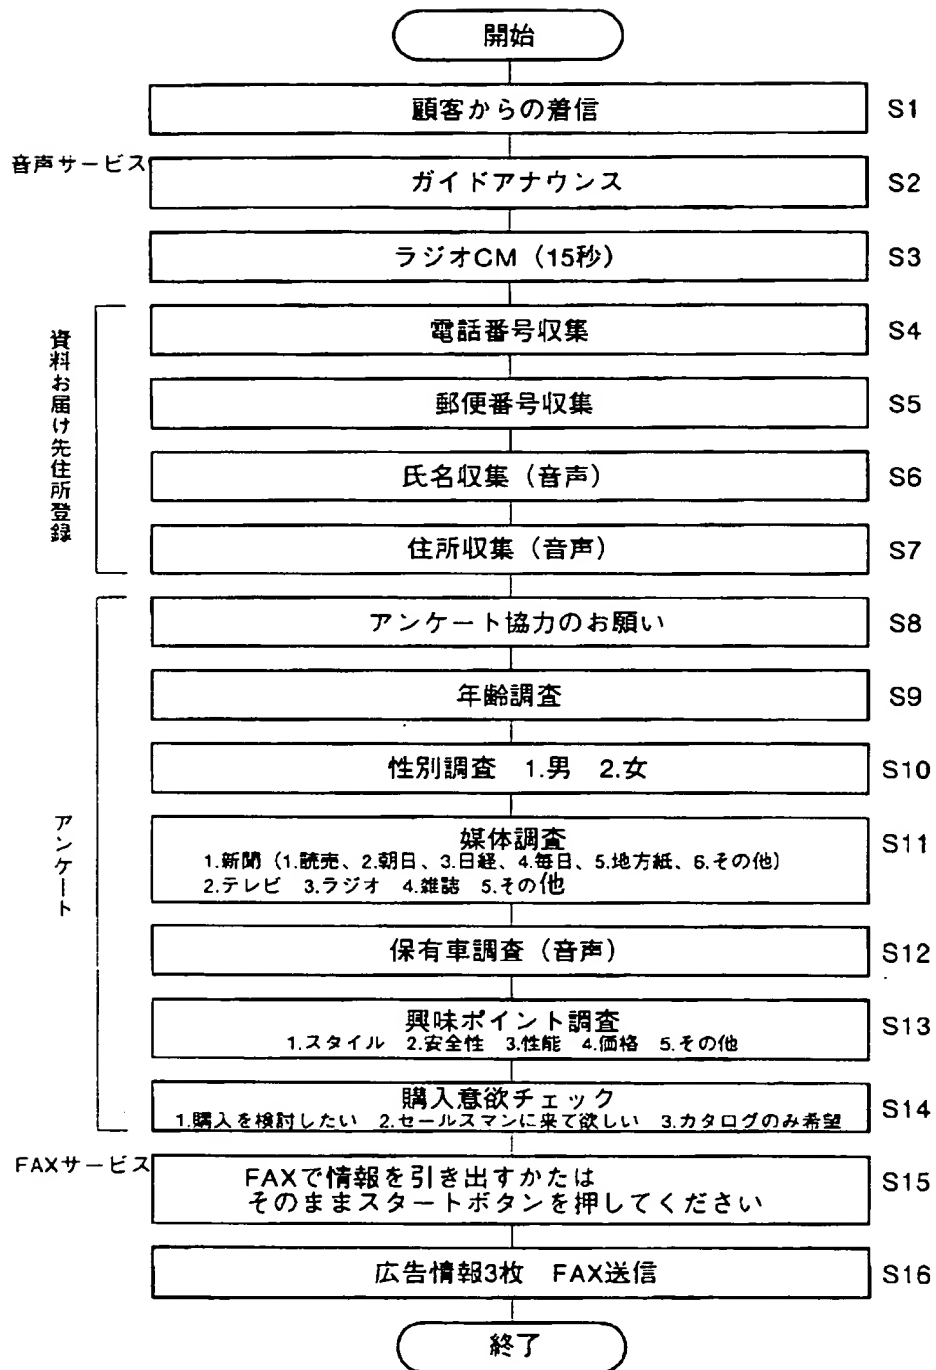 開始
顧客からの着信 S1
音声サービス
ガイドアナウンス S2
ラジオCM（15秒） S3
資料お届け先住所登録
電話番号収集 S4
郵便番号収集 S5
氏名収集（音声） S6
住所収集（音声） S7
アンケート
アンケート協力のお願い S8
年齢調査 S9
性別調査 1.男 2.女 S10
媒体調査 S11
1.新聞（1.読売、2.朝日、3.日経、4.毎日、5.地方紙、6.その他）
2.テレビ 3.ラジオ 4.雑誌 5.その他
保有車調査（音声） S12
興味ポイント調査 S13
1.スタイル 2.安全性 3.性能 4.価格 5.その他
購入意欲チェック S14
1.購入を検討したい 2.セールスマンに来て欲しい 3.カタログのみ希望
FAXサービス
FAXで情報を引き出すかたは S15
そのままスタートボタンを押してください
広告情報3枚 FAX送信 S16
終了